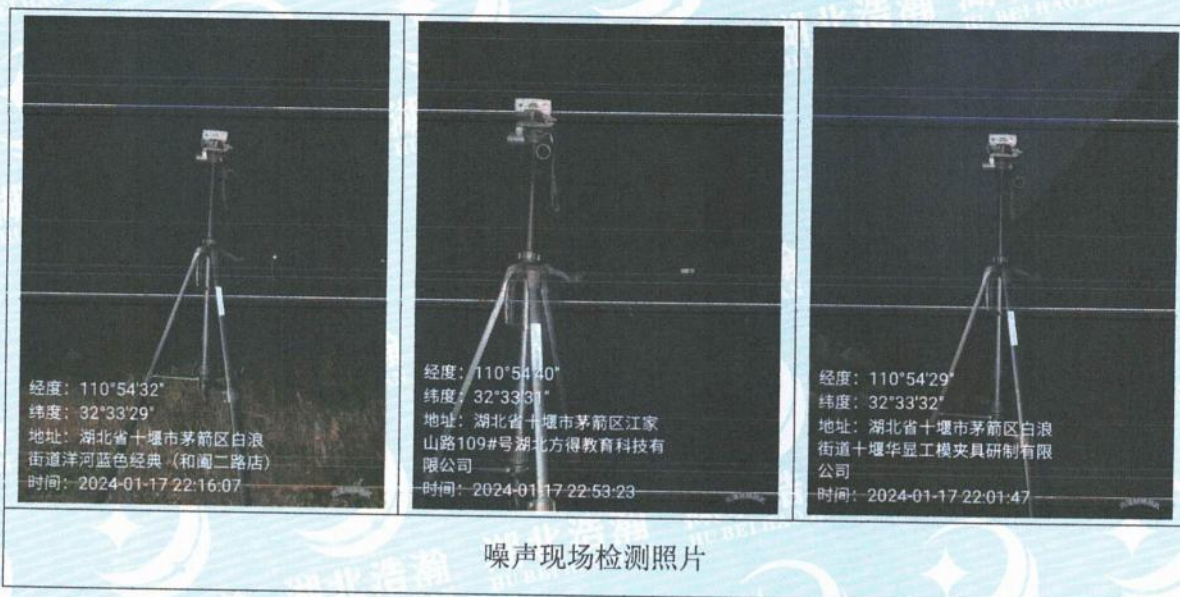 经度：110°54'32"
纬度：32°33'29"
地址：湖北省十堰市茅箭区白浪
街道洋河蓝色经典（和阖二路店）
时间：2024-01-17 22:16:07
经度：110°54'40"
纬度：32°33'31"
地址：湖北省十堰市茅箭区江家
山路109#号湖北方得教育科技有
限公司
时间：2024-01-17 22:53:23
经度：110°54'29"
纬度：32°33'32"
地址：湖北省十堰市茅箭区白浪
街道十堰华显工模夹具研制有限
公司
时间：2024-01-17 22:01:47
噪声现场检测照片